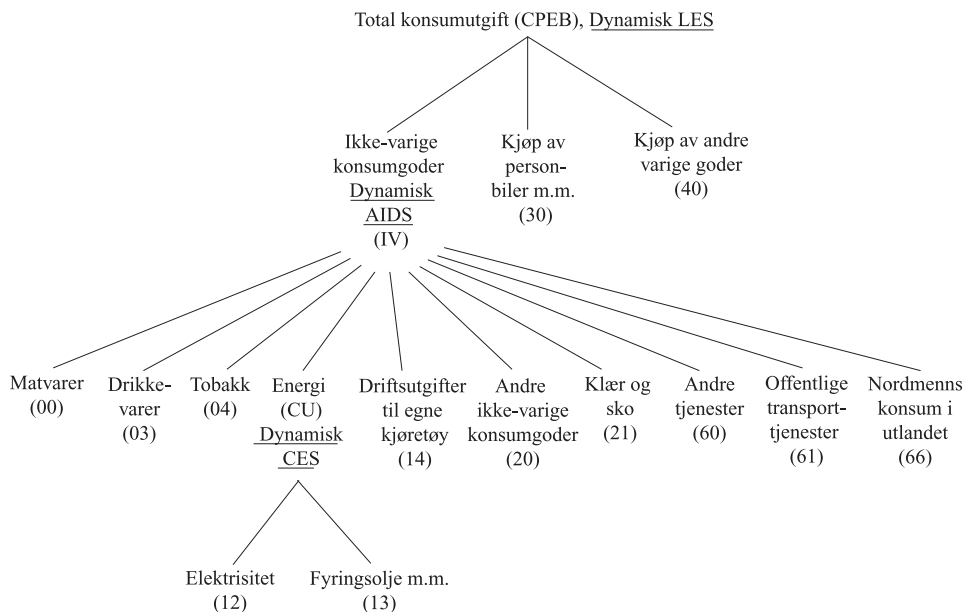 Total konsumutgift (CPEB), Dynamisk LES
Ikke-varige
konsumgoder
Dynamisk
AIDS
(IV)
Kjøp av
person-
biler m.m.
(30)
Kjøp av andre
varige goder
(40)
Matvarer
(00)
Drikke-
varer
(03)
Tobakk
(04)
Energi
(CU)
Dynamisk
CES
Driftsutgifter
til egne
kjøretøy
(14)
Andre
ikke-varige
konsumgoder
(20)
Klær og
sko
(21)
Andre
tjenester
(60)
Offentlige
transport-
tjenester
(61)
Nordmenns
konsum i
utlandet
(66)
Elektrisitet
(12)
Fyringsolje m.m.
(13)